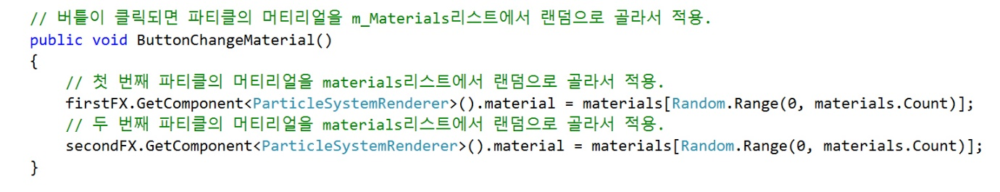 // 버튼이 클릭되면 파티클의 머티리얼을 m_Materials리스트에서 랜덤으로 골라서 적용.
public void ButtonChangeMaterial()
{
// 첫 번째 파티클의 머티리얼을 materials리스트에서 랜덤으로 골라서 적용.
firstFX.GetComponent<ParticleSystemRenderer>().material = materials[Random.Range(0, materials.Count)];
// 두 번째 파티클의 머티리얼을 materials리스트에서 랜덤으로 골라서 적용.
secondFX.GetComponent<ParticleSystemRenderer>().material = materials[Random.Range(0, materials.Count)];
}